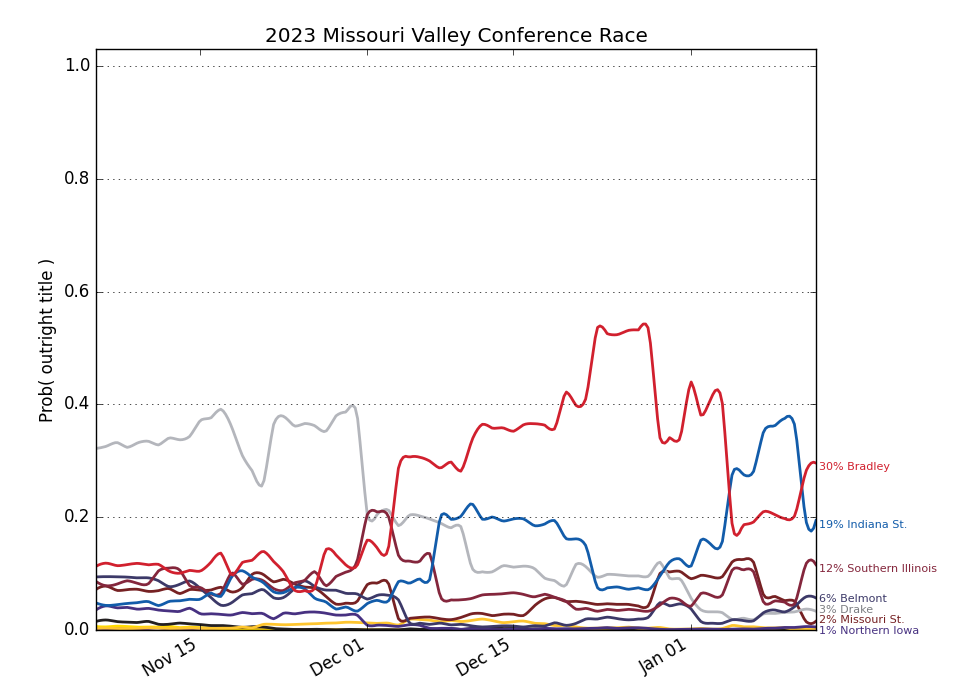 2023 Missouri Valley Conference Race
Prob( outright title )
1.0
0.8
0.6
0.4
0.2
0.0
Nov 15
Dec 01
Dec 15
Jan 01
30% Bradley
19% Indiana St.
12% Southern Illinois
6% Belmont
3% Drake
2% Missouri St.
1% Northern Iowa